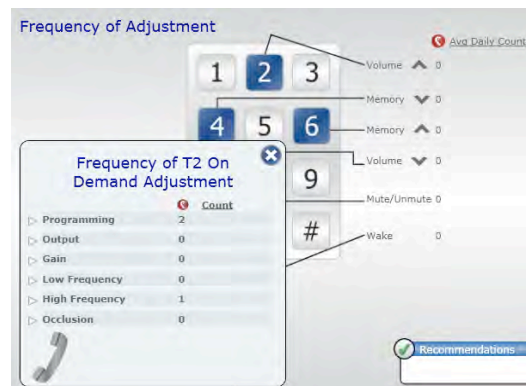 Frequency of Adjustment
Avg Daily Count
1 2 3 Volume 0
Memory 0
4 5 6 Memory 0
Frequency of T2 On
Demand Adjustment
Volume 0
9
Count
Mute/Unmute 0
Programming 2
Output 0
#
Wake 0
Gain 0
Low Frequency 0
High Frequency 1
Occlusion 0
Recommendations